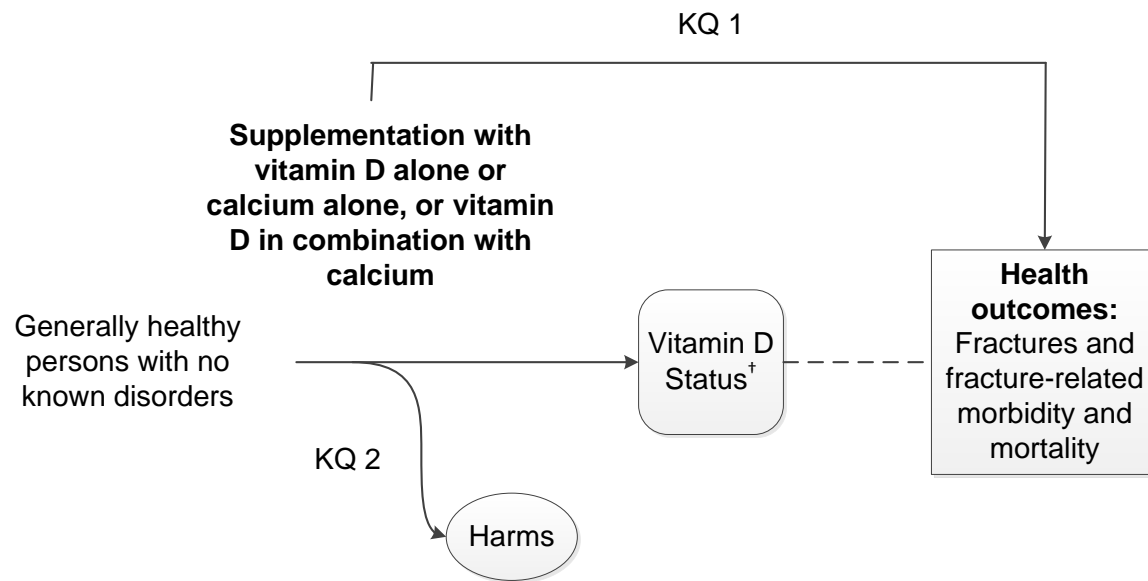 KQ 1
Supplementation with
vitamin D alone or
calcium alone, or vitamin
D in combination with
calcium
Generally healthy
persons with no
known disorders
Vitamin D
Status†
Health
outcomes:
Fractures and
fracture-related
morbidity and
mortality
KQ 2
Harms